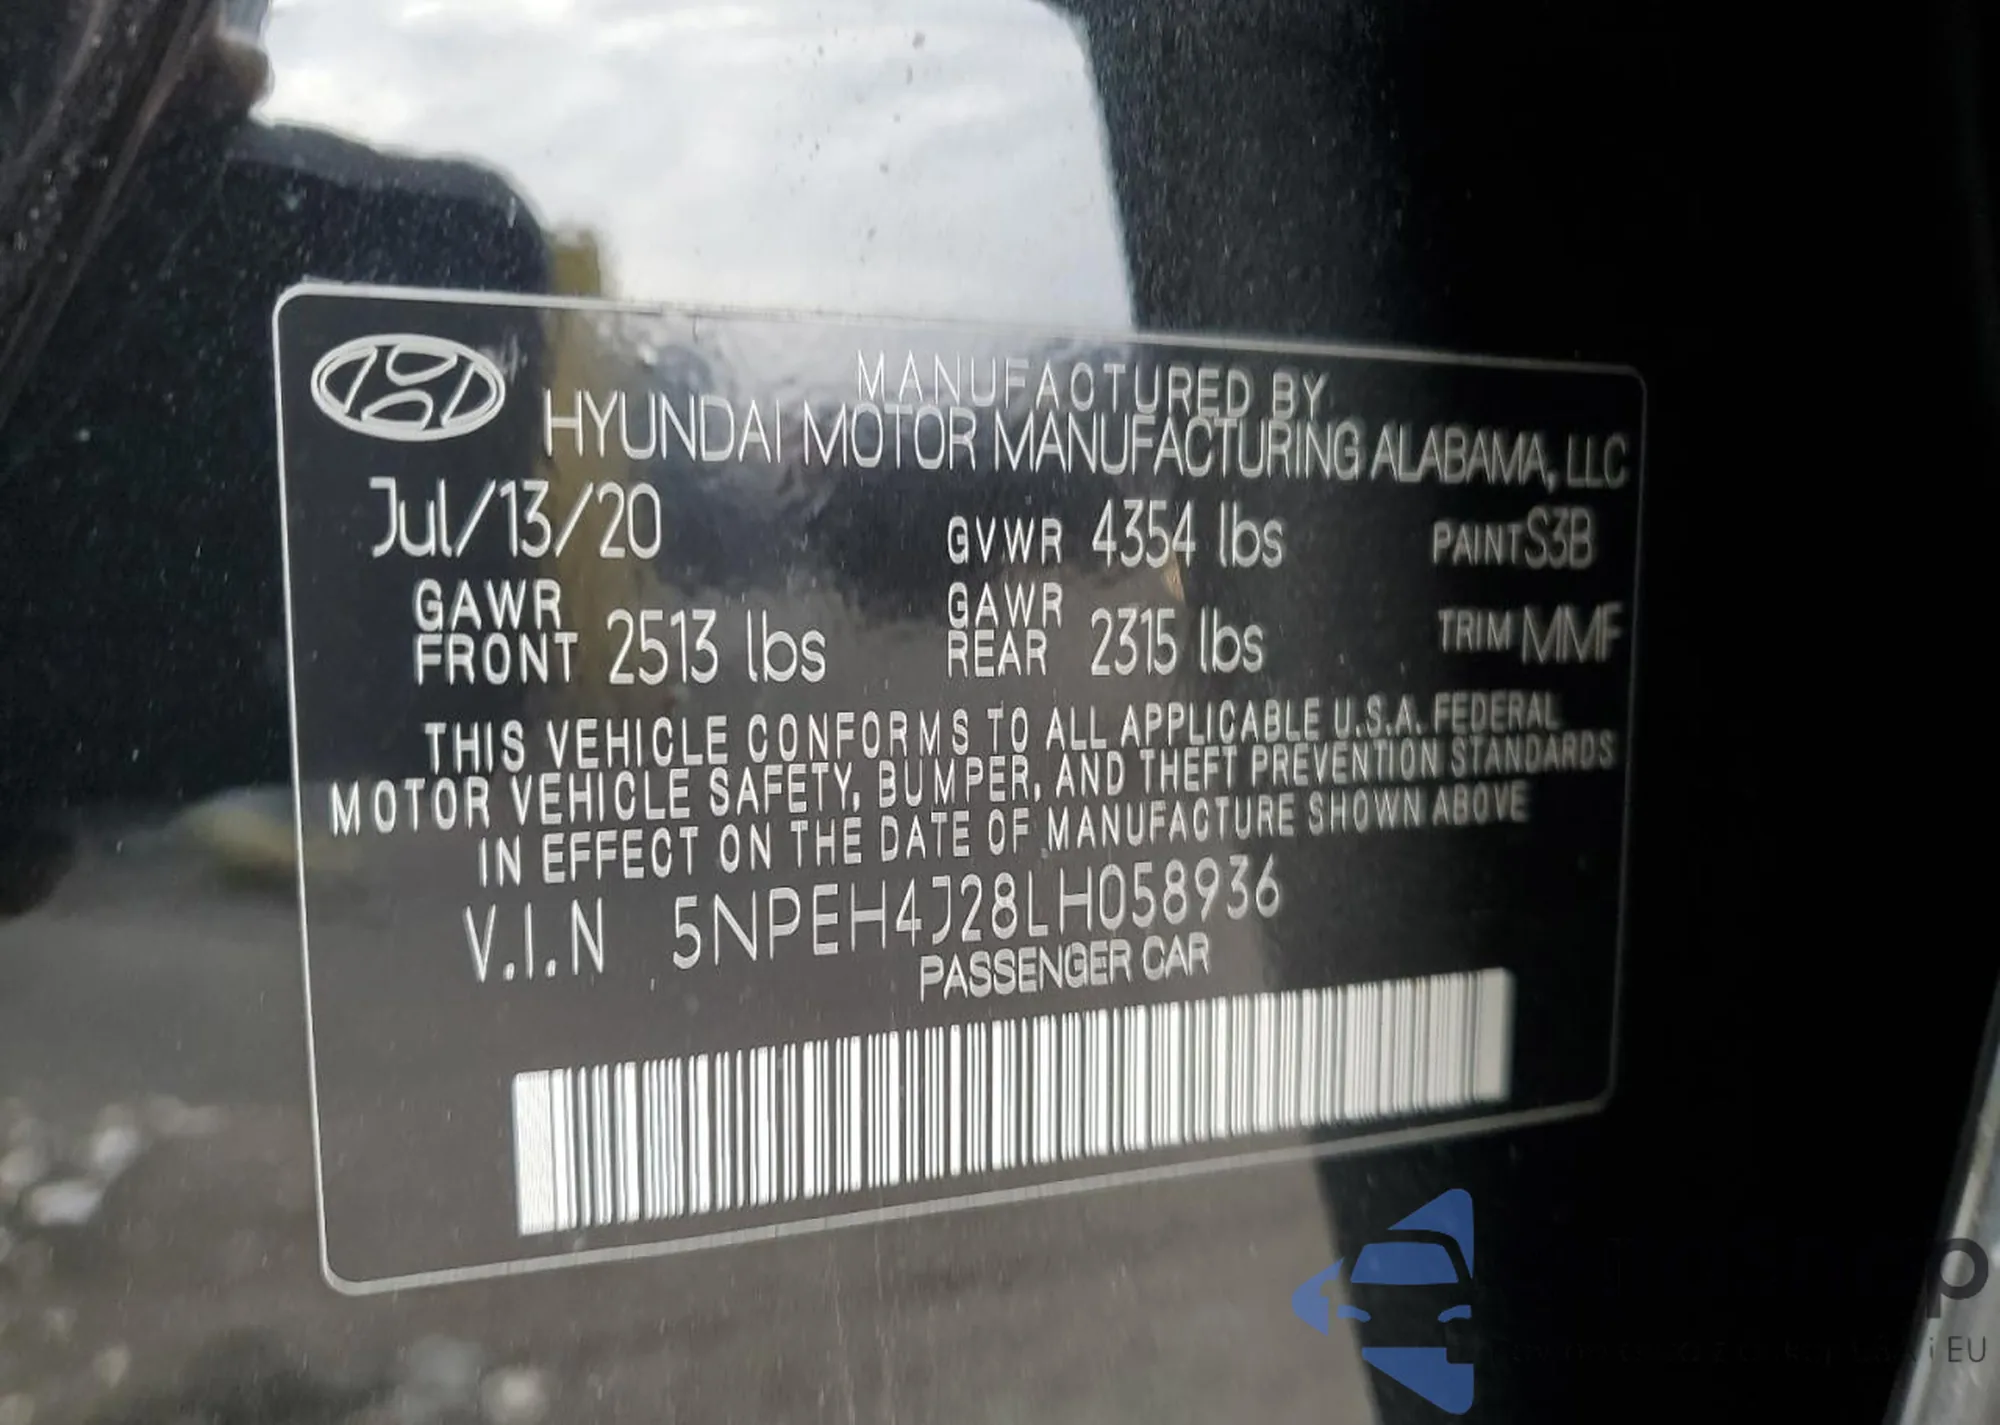 MANUFACTURED BY
HYUNDAI MOTOR MANUFACTURING ALABAMA, LLC
Jul/13/20 GVWR 4354 lbs PAINT S3B
GAWR FRONT 2513 lbs GAWR REAR 2315 lbs TRIM MMF
THIS VEHICLE CONFORMS TO ALL APPLICABLE U.S.A. FEDERAL
MOTOR VEHICLE SAFETY, BUMPER, AND THEFT PREVENTION STANDARDS
IN EFFECT ON THE DATE OF MANUFACTURE SHOWN ABOVE
V.I.N 5NPEH4J28LH058936
PASSENGER CAR
EU